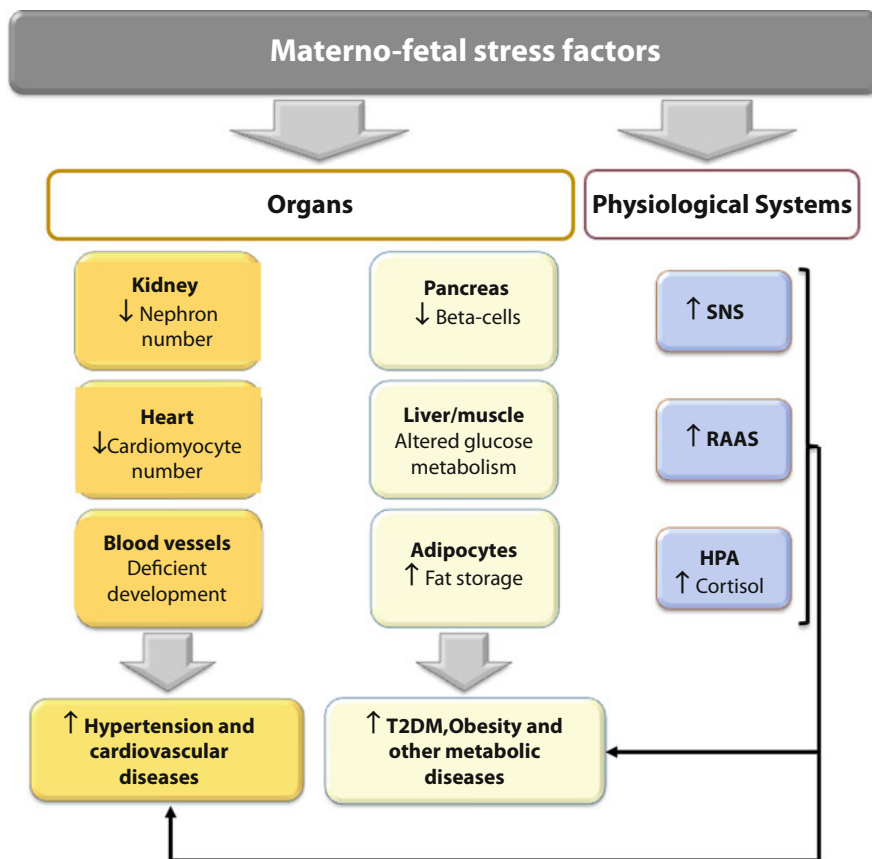 Materno-fetal stress factors
Organs
Physiological Systems
Kidney
↓ Nephron
number
Heart
↓Cardiomyocyte
number
Blood vessels
Deficient
development
↑ Hypertension and
cardiovascular
diseases
Pancreas
↓ Beta-cells
Liver/muscle
Altered glucose
metabolism
Adipocytes
↑ Fat storage
↑ T2DM,Obesity and
other metabolic
diseases
↑ SNS
↑ RAAS
HPA
↑ Cortisol